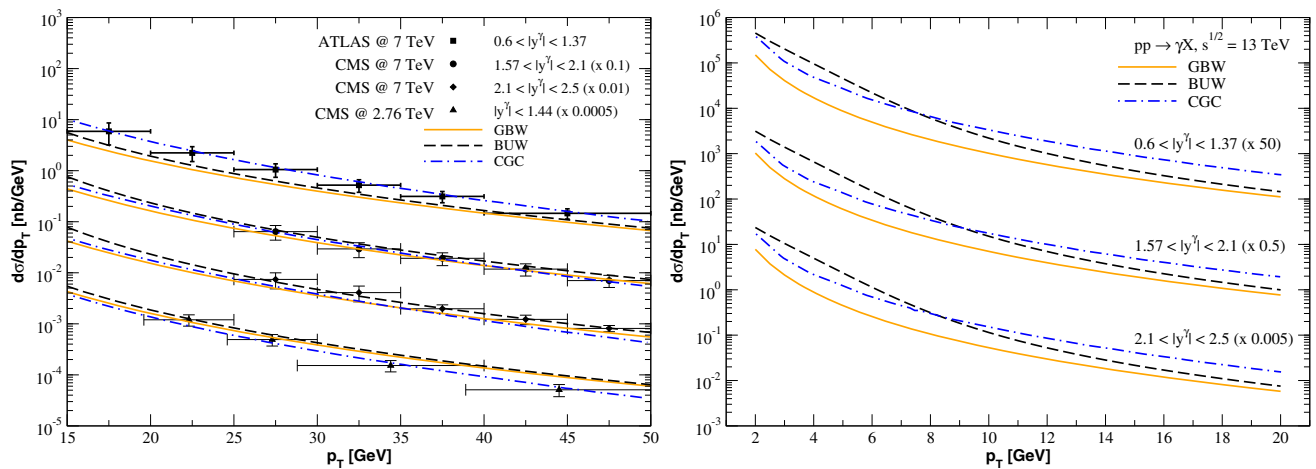 ATLAS @ 7 TeV 0.6 < |y^γ| < 1.37
CMS @ 7 TeV 1.57 < |y^γ| < 2.1 (x 0.1)
CMS @ 7 TeV 2.1 < |y^γ| < 2.5 (x 0.01)
CMS @ 2.76 TeV |y^γ| < 1.44 (x 0.0005)
GBW
BUW
CGC
dσ/dp_T [nb/GeV]
10^3
10^2
10^1
10^0
10^-1
10^-2
10^-3
10^-4
10^-5
15 20 25 30 35 40 45 50
p_T [GeV]
pp → γX, s^1/2 = 13 TeV
GBW
BUW
CGC
0.6 < |y^γ| < 1.37 (x 50)
1.57 < |y^γ| < 2.1 (x 0.5)
2.1 < |y^γ| < 2.5 (x 0.005)
dσ/dp_T [nb/GeV]
10^6
10^5
10^4
10^3
10^2
10^1
10^0
10^-1
10^-2
10^-3
2 4 6 8 10 12 14 16 18 20
p_T [GeV]